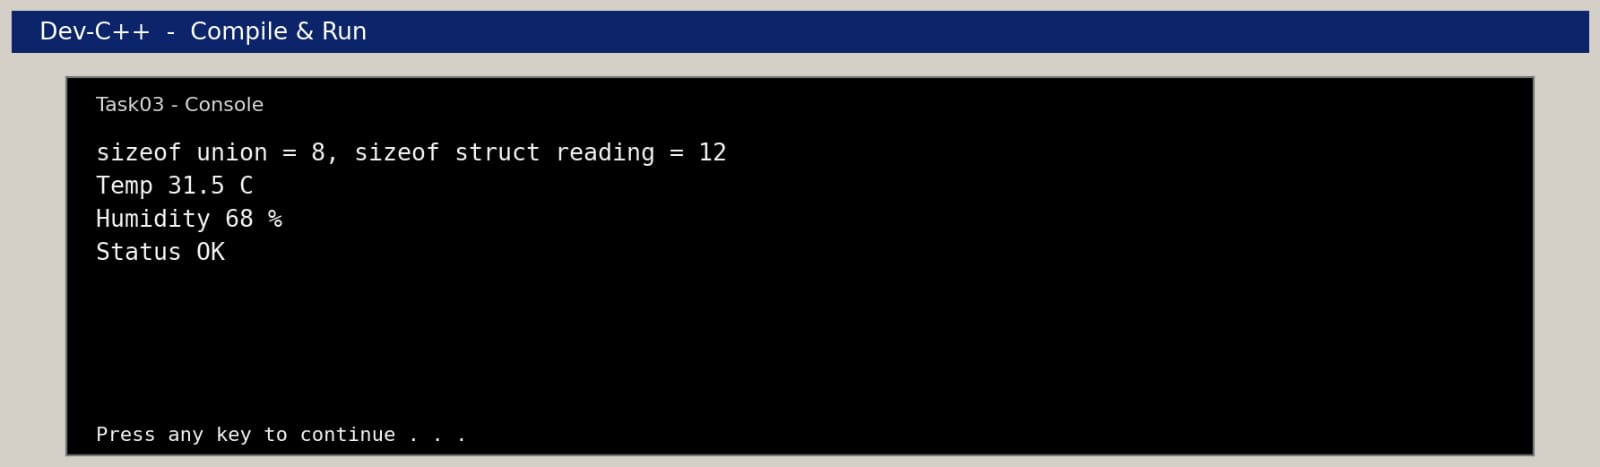 Dev-C++ - Compile & Run
Task03 - Console
sizeof union = 8, sizeof struct reading = 12
Temp 31.5 C
Humidity 68 %
Status OK
Press any key to continue . . .